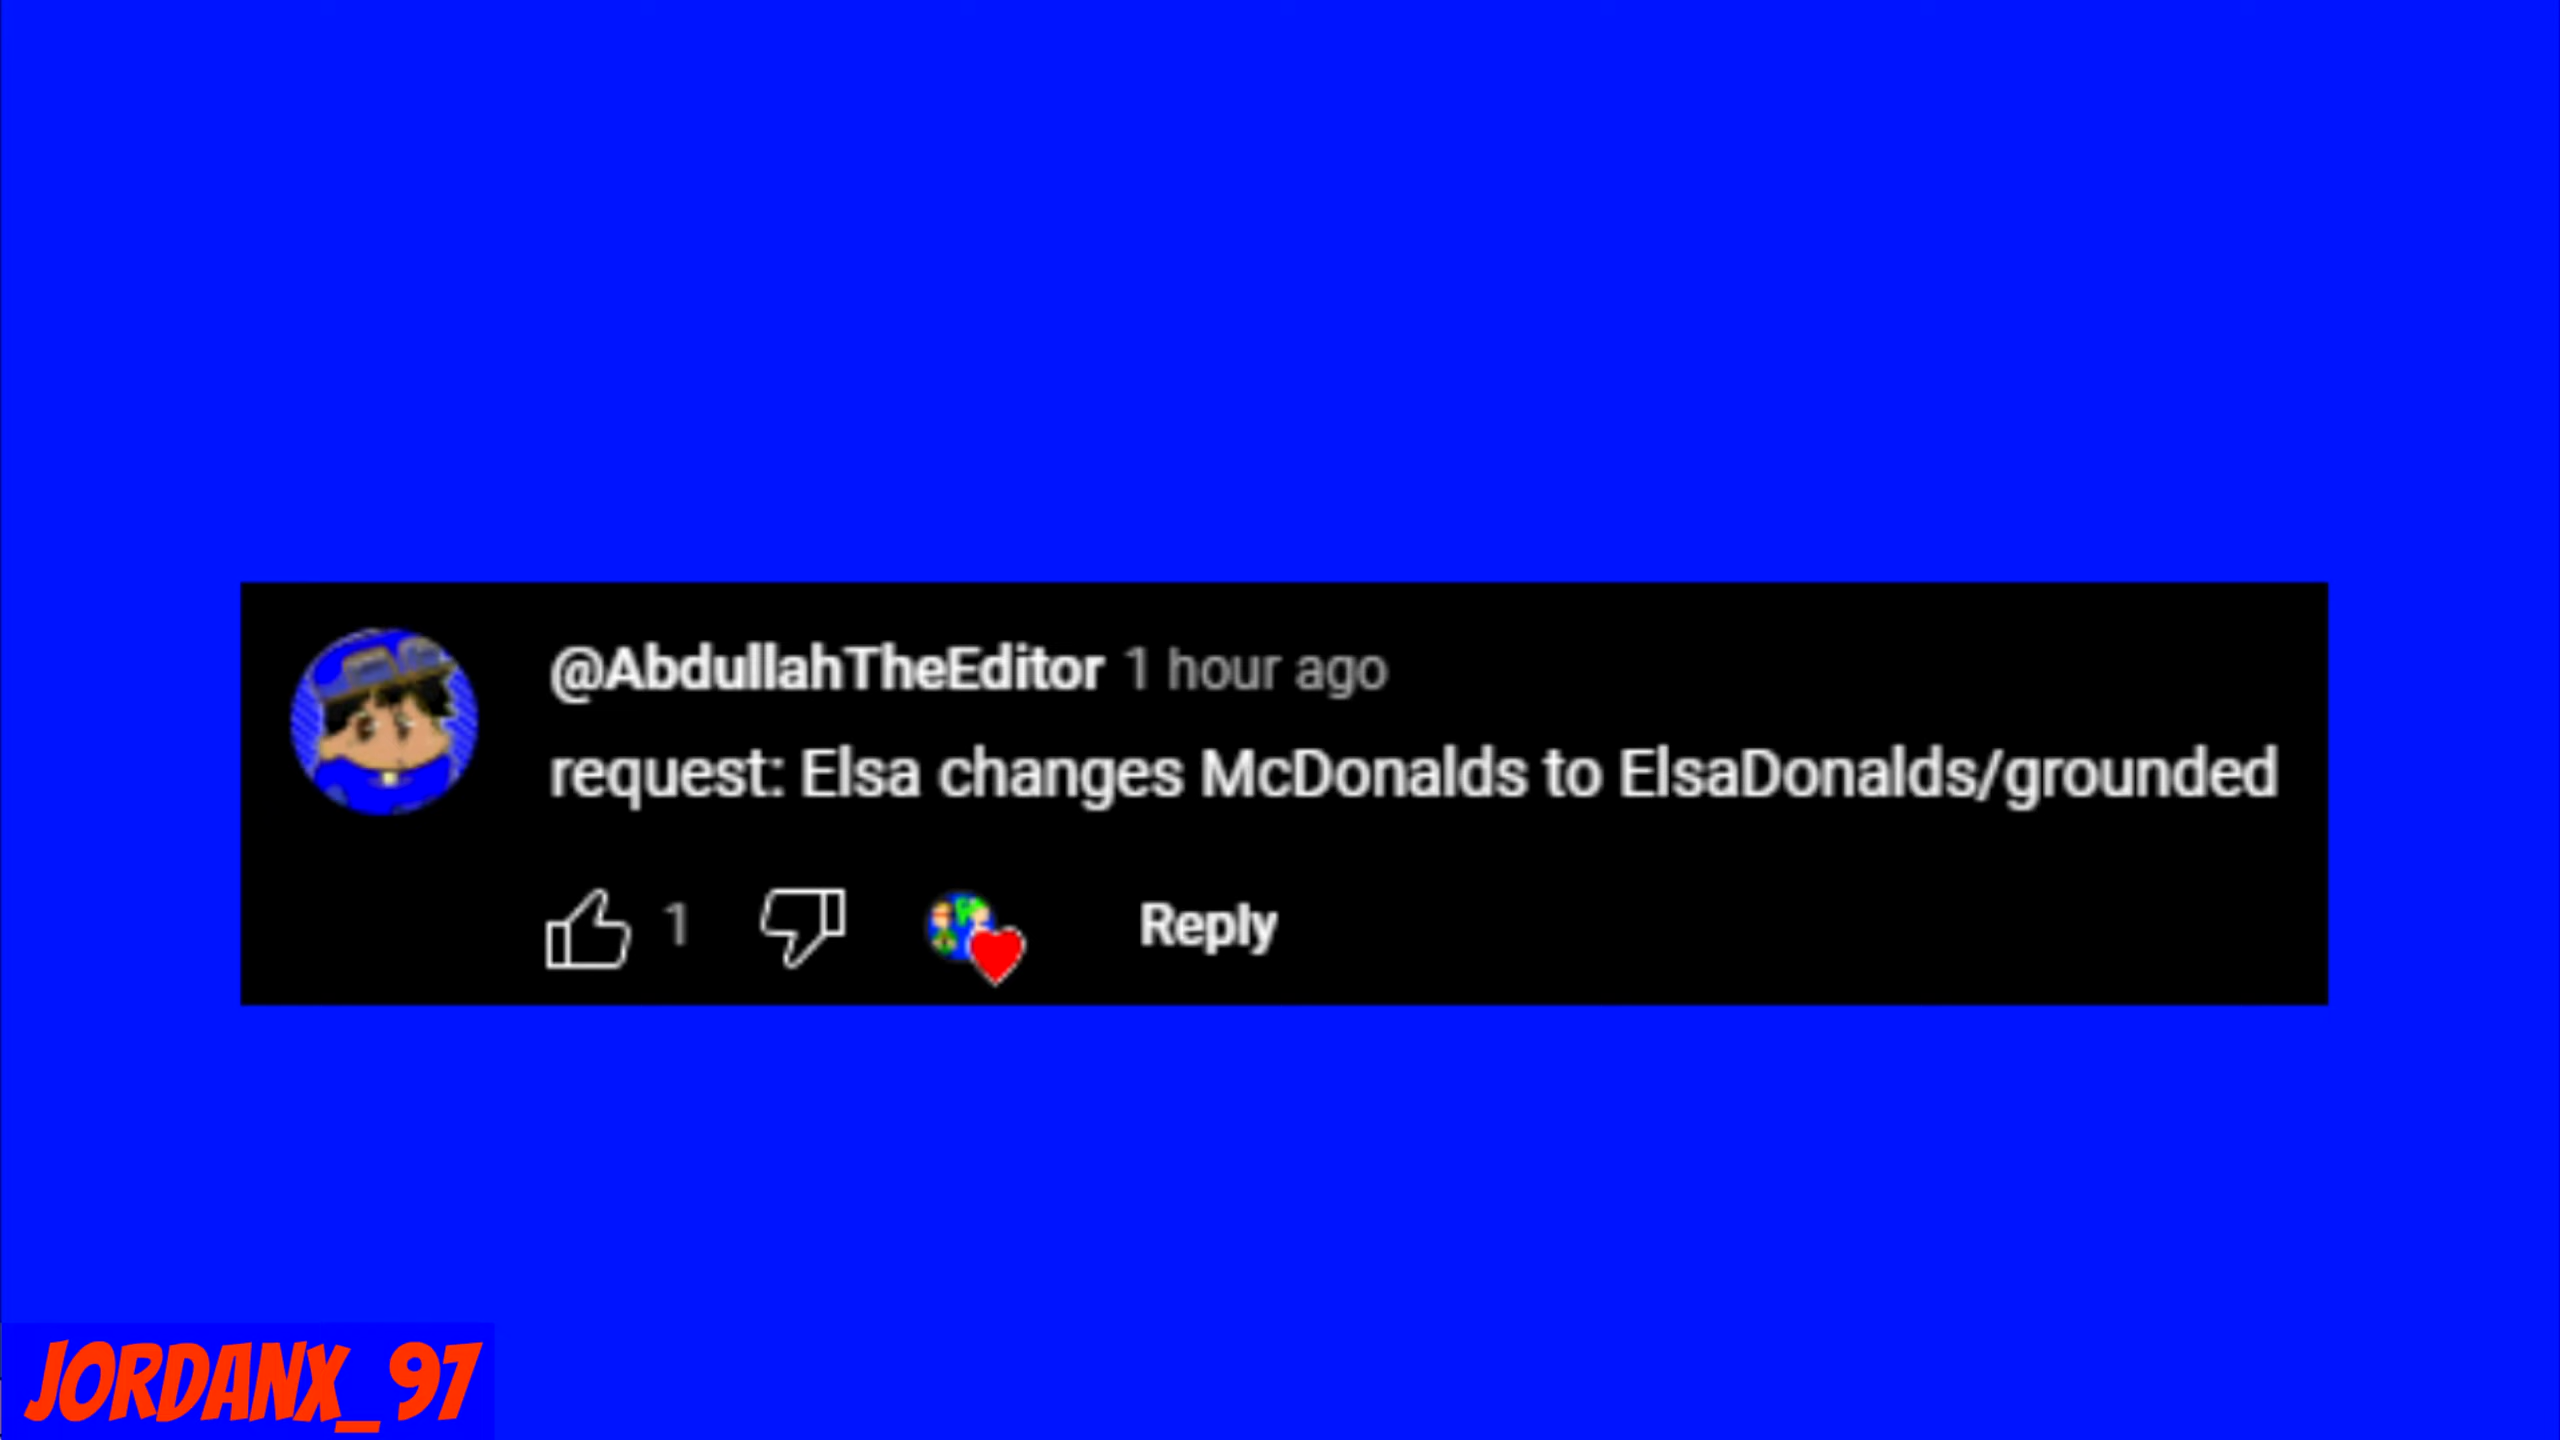 @AbdullahTheEditor 1 hour ago
request: Elsa changes McDonalds to ElsaDonalds/grounded
1 Reply
JORDANX_97